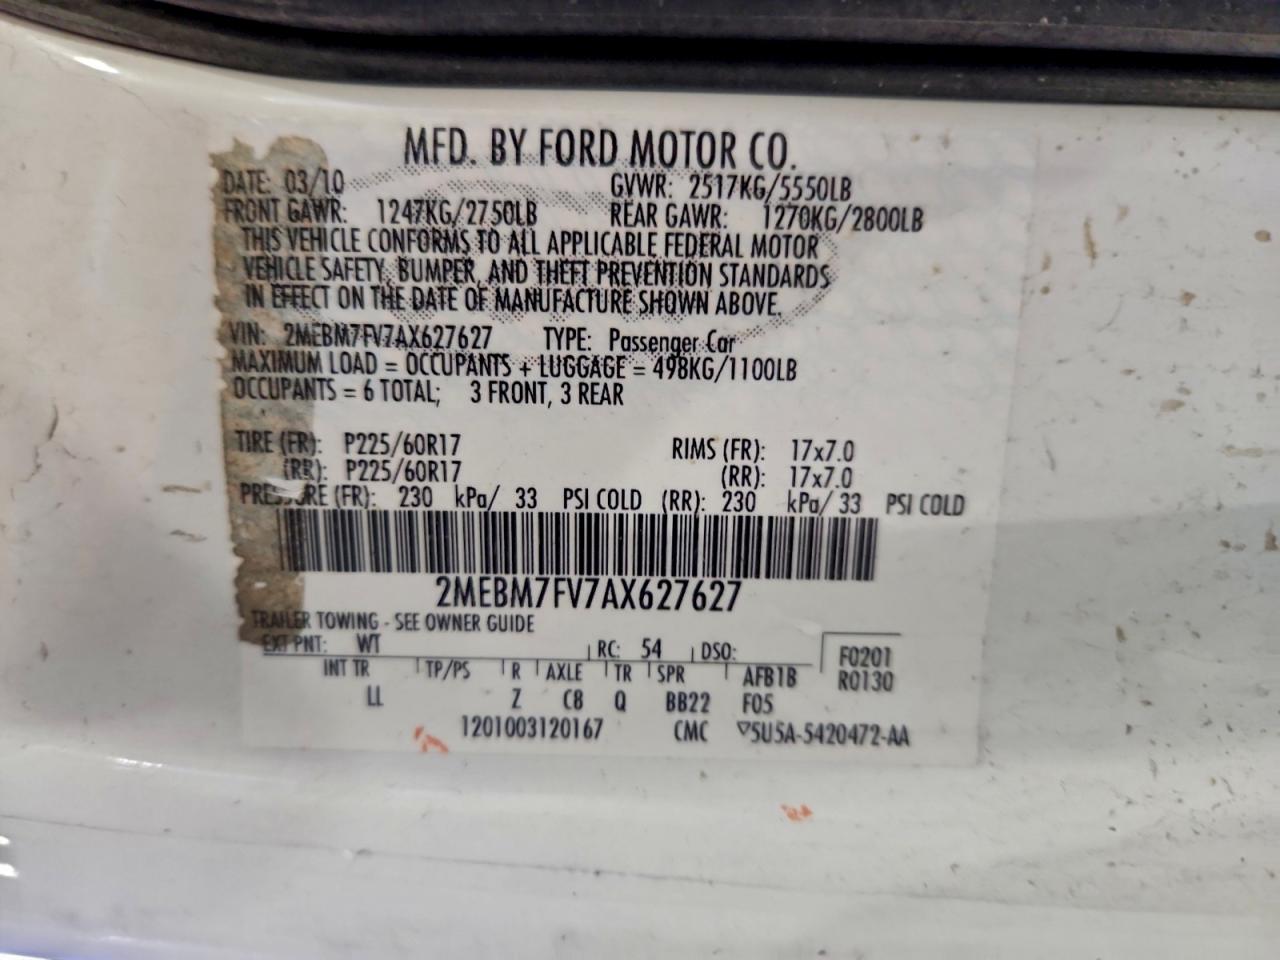 MFD. BY FORD MOTOR CO.
DATE: 03/10 GVWR: 2517KG/5550LB
FRONT GAWR: 1247KG/2750LB REAR GAWR: 1270KG/2800LB
THIS VEHICLE CONFORMS TO ALL APPLICABLE FEDERAL MOTOR
VEHICLE SAFETY, BUMPER, AND THEFT PREVENTION STANDARDS
IN EFFECT ON THE DATE OF MANUFACTURE SHOWN ABOVE.
VIN: 2MEBM7FV7AX627627 TYPE: Passenger Car
MAXIMUM LOAD = OCCUPANTS + LUGGAGE = 498KG/1100LB
OCCUPANTS = 6 TOTAL; 3 FRONT, 3 REAR
TIRE (FR): P225/60R17 RIMS (FR): 17x7.0
(RR): P225/60R17 (RR): 17x7.0
PRESSURE (FR): 230 kPa/ 33 PSI COLD (RR): 230 kPa/ 33 PSI COLD
2MEBM7FV7AX627627
TRAILER TOWING - SEE OWNER GUIDE
EXT PNT: WT RC: 54 DSO: F0201
INT TR TP/PS R AXLE TR SPR AFB1B R0130
LL Z C8 Q BB22 F05
1201003120167 CMC ▽5U5A-5420472-AA